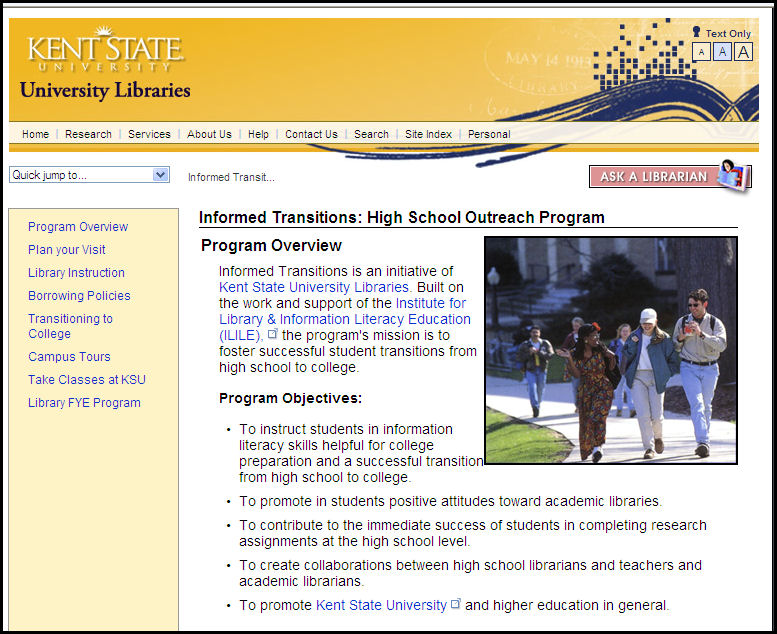 KENT STATE
UNIVERSITY
University Libraries
MAY 14 191
LIBRARY
Text Only
A A A
Home | Research | Services | About Us | Help | Contact Us | Search | Site Index | Personal
Quick jump to...
Informed Transit...
ASK A LIBRARIAN
Program Overview
Plan your Visit
Library Instruction
Borrowing Policies
Transitioning to
College
Campus Tours
Take Classes at KSU
Library FYE Program
Informed Transitions: High School Outreach Program
Program Overview
Informed Transitions is an initiative of
Kent State University Libraries. Built on
the work and support of the Institute for
Library & Information Literacy Education
(ILILE), the program's mission is to
foster successful student transitions from
high school to college.
Program Objectives:
• To instruct students in information
literacy skills helpful for college
preparation and a successful transition
from high school to college.
• To promote in students positive attitudes toward academic libraries.
• To contribute to the immediate success of students in completing research
assignments at the high school level.
• To create collaborations between high school librarians and teachers and
academic librarians.
• To promote Kent State University and higher education in general.